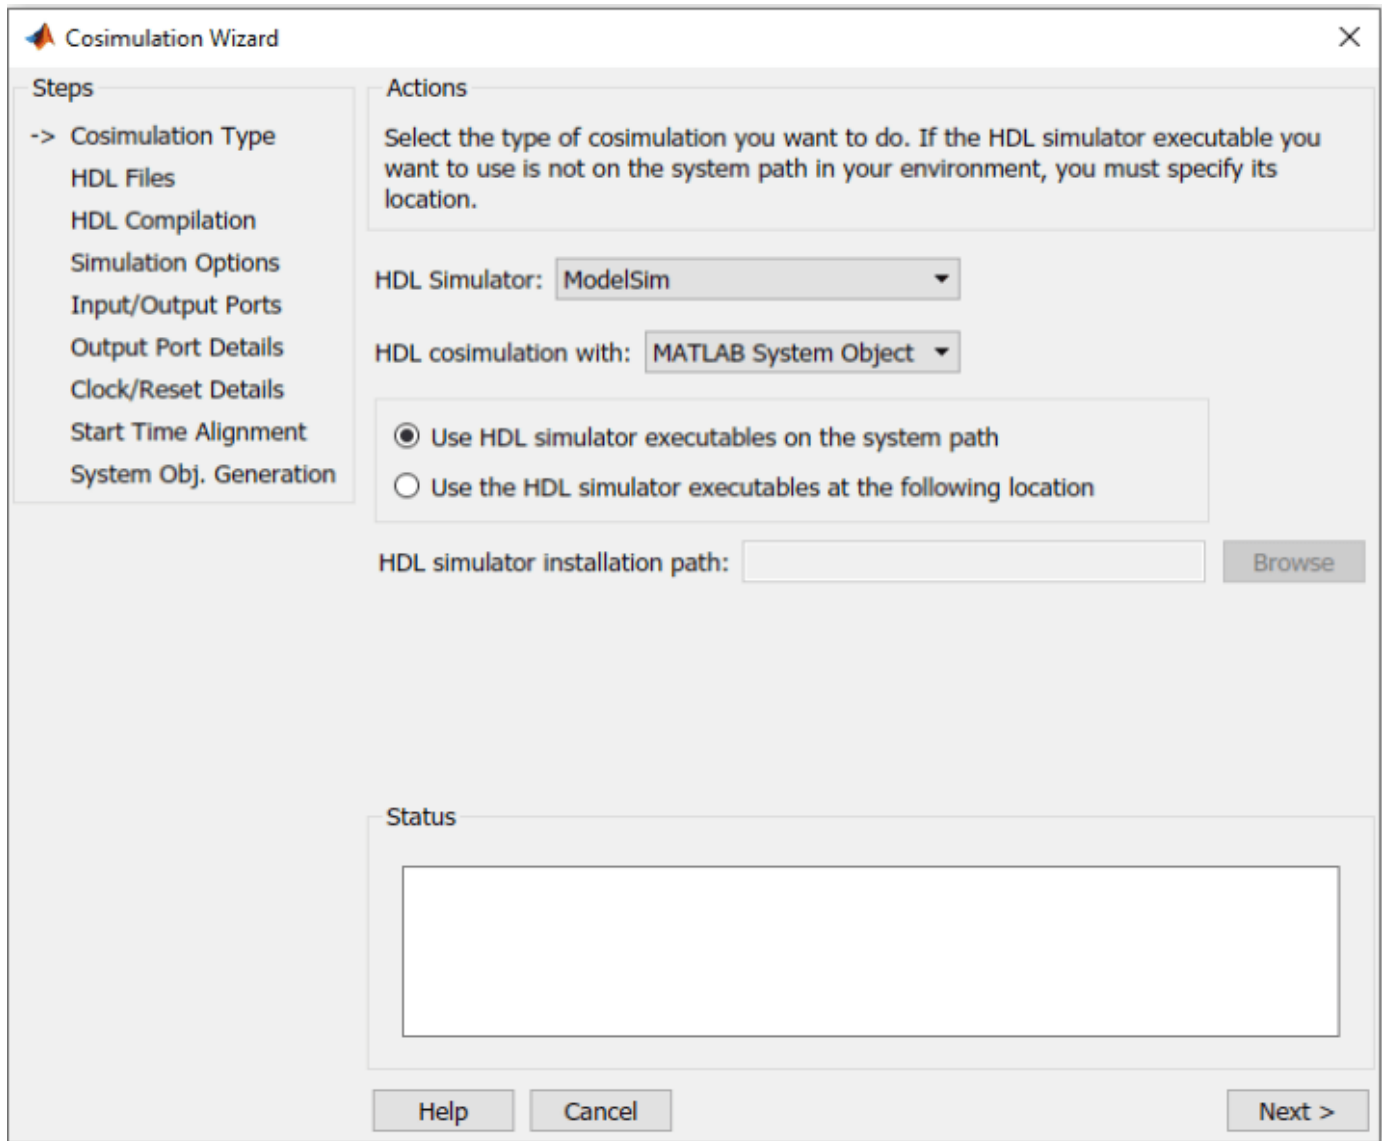 Cosimulation Wizard
Steps
-> Cosimulation Type
HDL Files
HDL Compilation
Simulation Options
Input/Output Ports
Output Port Details
Clock/Reset Details
Start Time Alignment
System Obj. Generation
Actions
Select the type of cosimulation you want to do. If the HDL simulator executable you
want to use is not on the system path in your environment, you must specify its
location.
HDL Simulator: ModelSim
HDL cosimulation with: MATLAB System Object
Use HDL simulator executables on the system path
Use the HDL simulator executables at the following location
HDL simulator installation path: Browse
Status
Help Cancel Next >